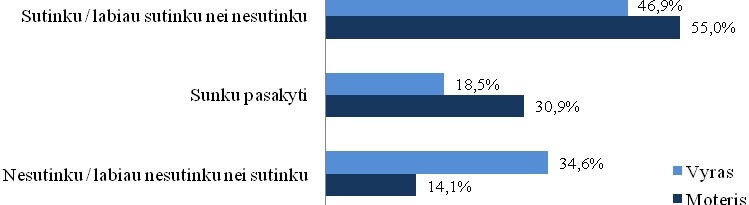 Sutinku / labiau sutinku nei nesutinku
46,9%
55,0%
Sunku pasakyti
18,5%
30,9%
Nesutinku / labiau nesutinku nei sutinku
34,6%
14,1%
Vyras
Moteris